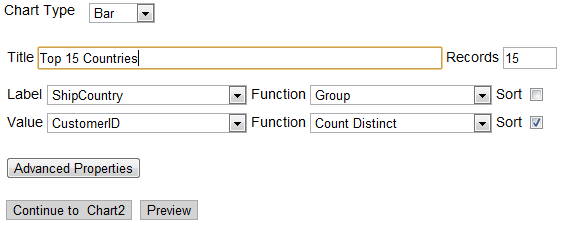 Chart Type Bar
Title Top 15 Countries Records 15
Label ShipCountry Function Group Sort
Value CustomerID Function Count Distinct Sort
Advanced Properties
Continue to Chart2 Preview